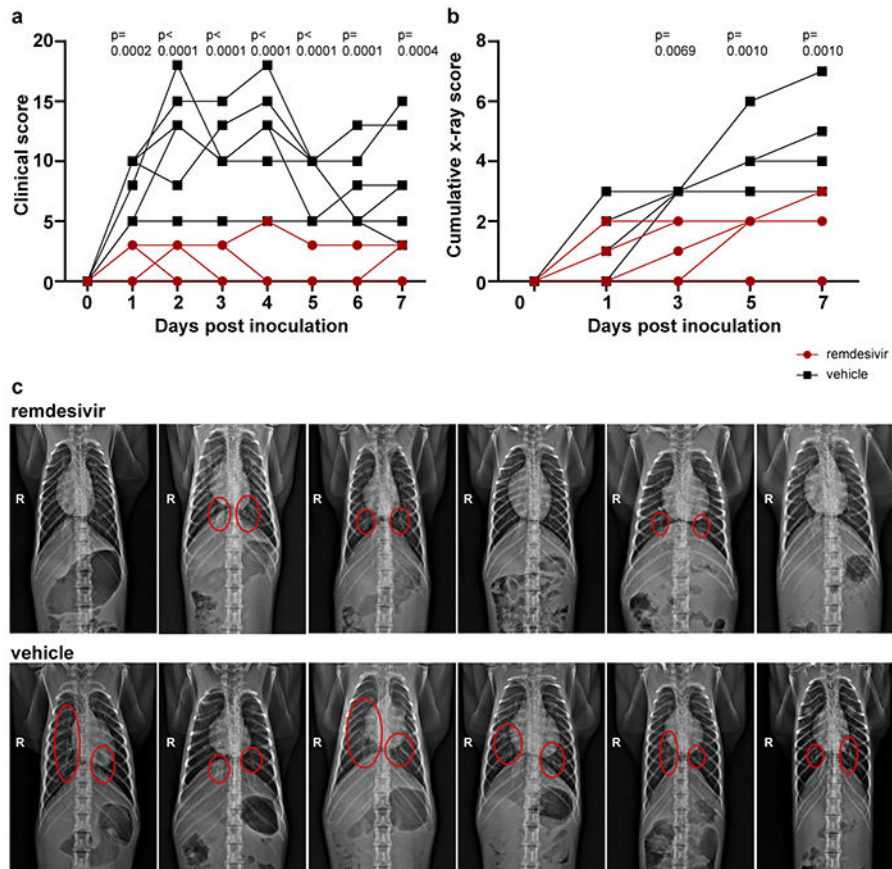 a
p= p< p< p< p< p= p=
0.0002 0.0001 0.0001 0.0001 0.0001 0.0001 0.0004
20
15
10
5
0
Clinical score
0 1 2 3 4 5 6 7
Days post inoculation
b
p= p= p=
0.0069 0.0010 0.0010
8
6
4
2
0
Cumulative x-ray score
0 1 3 5 7
Days post inoculation
remdesivir
vehicle
c
remdesivir
R R R R R R
vehicle
R R R R R R